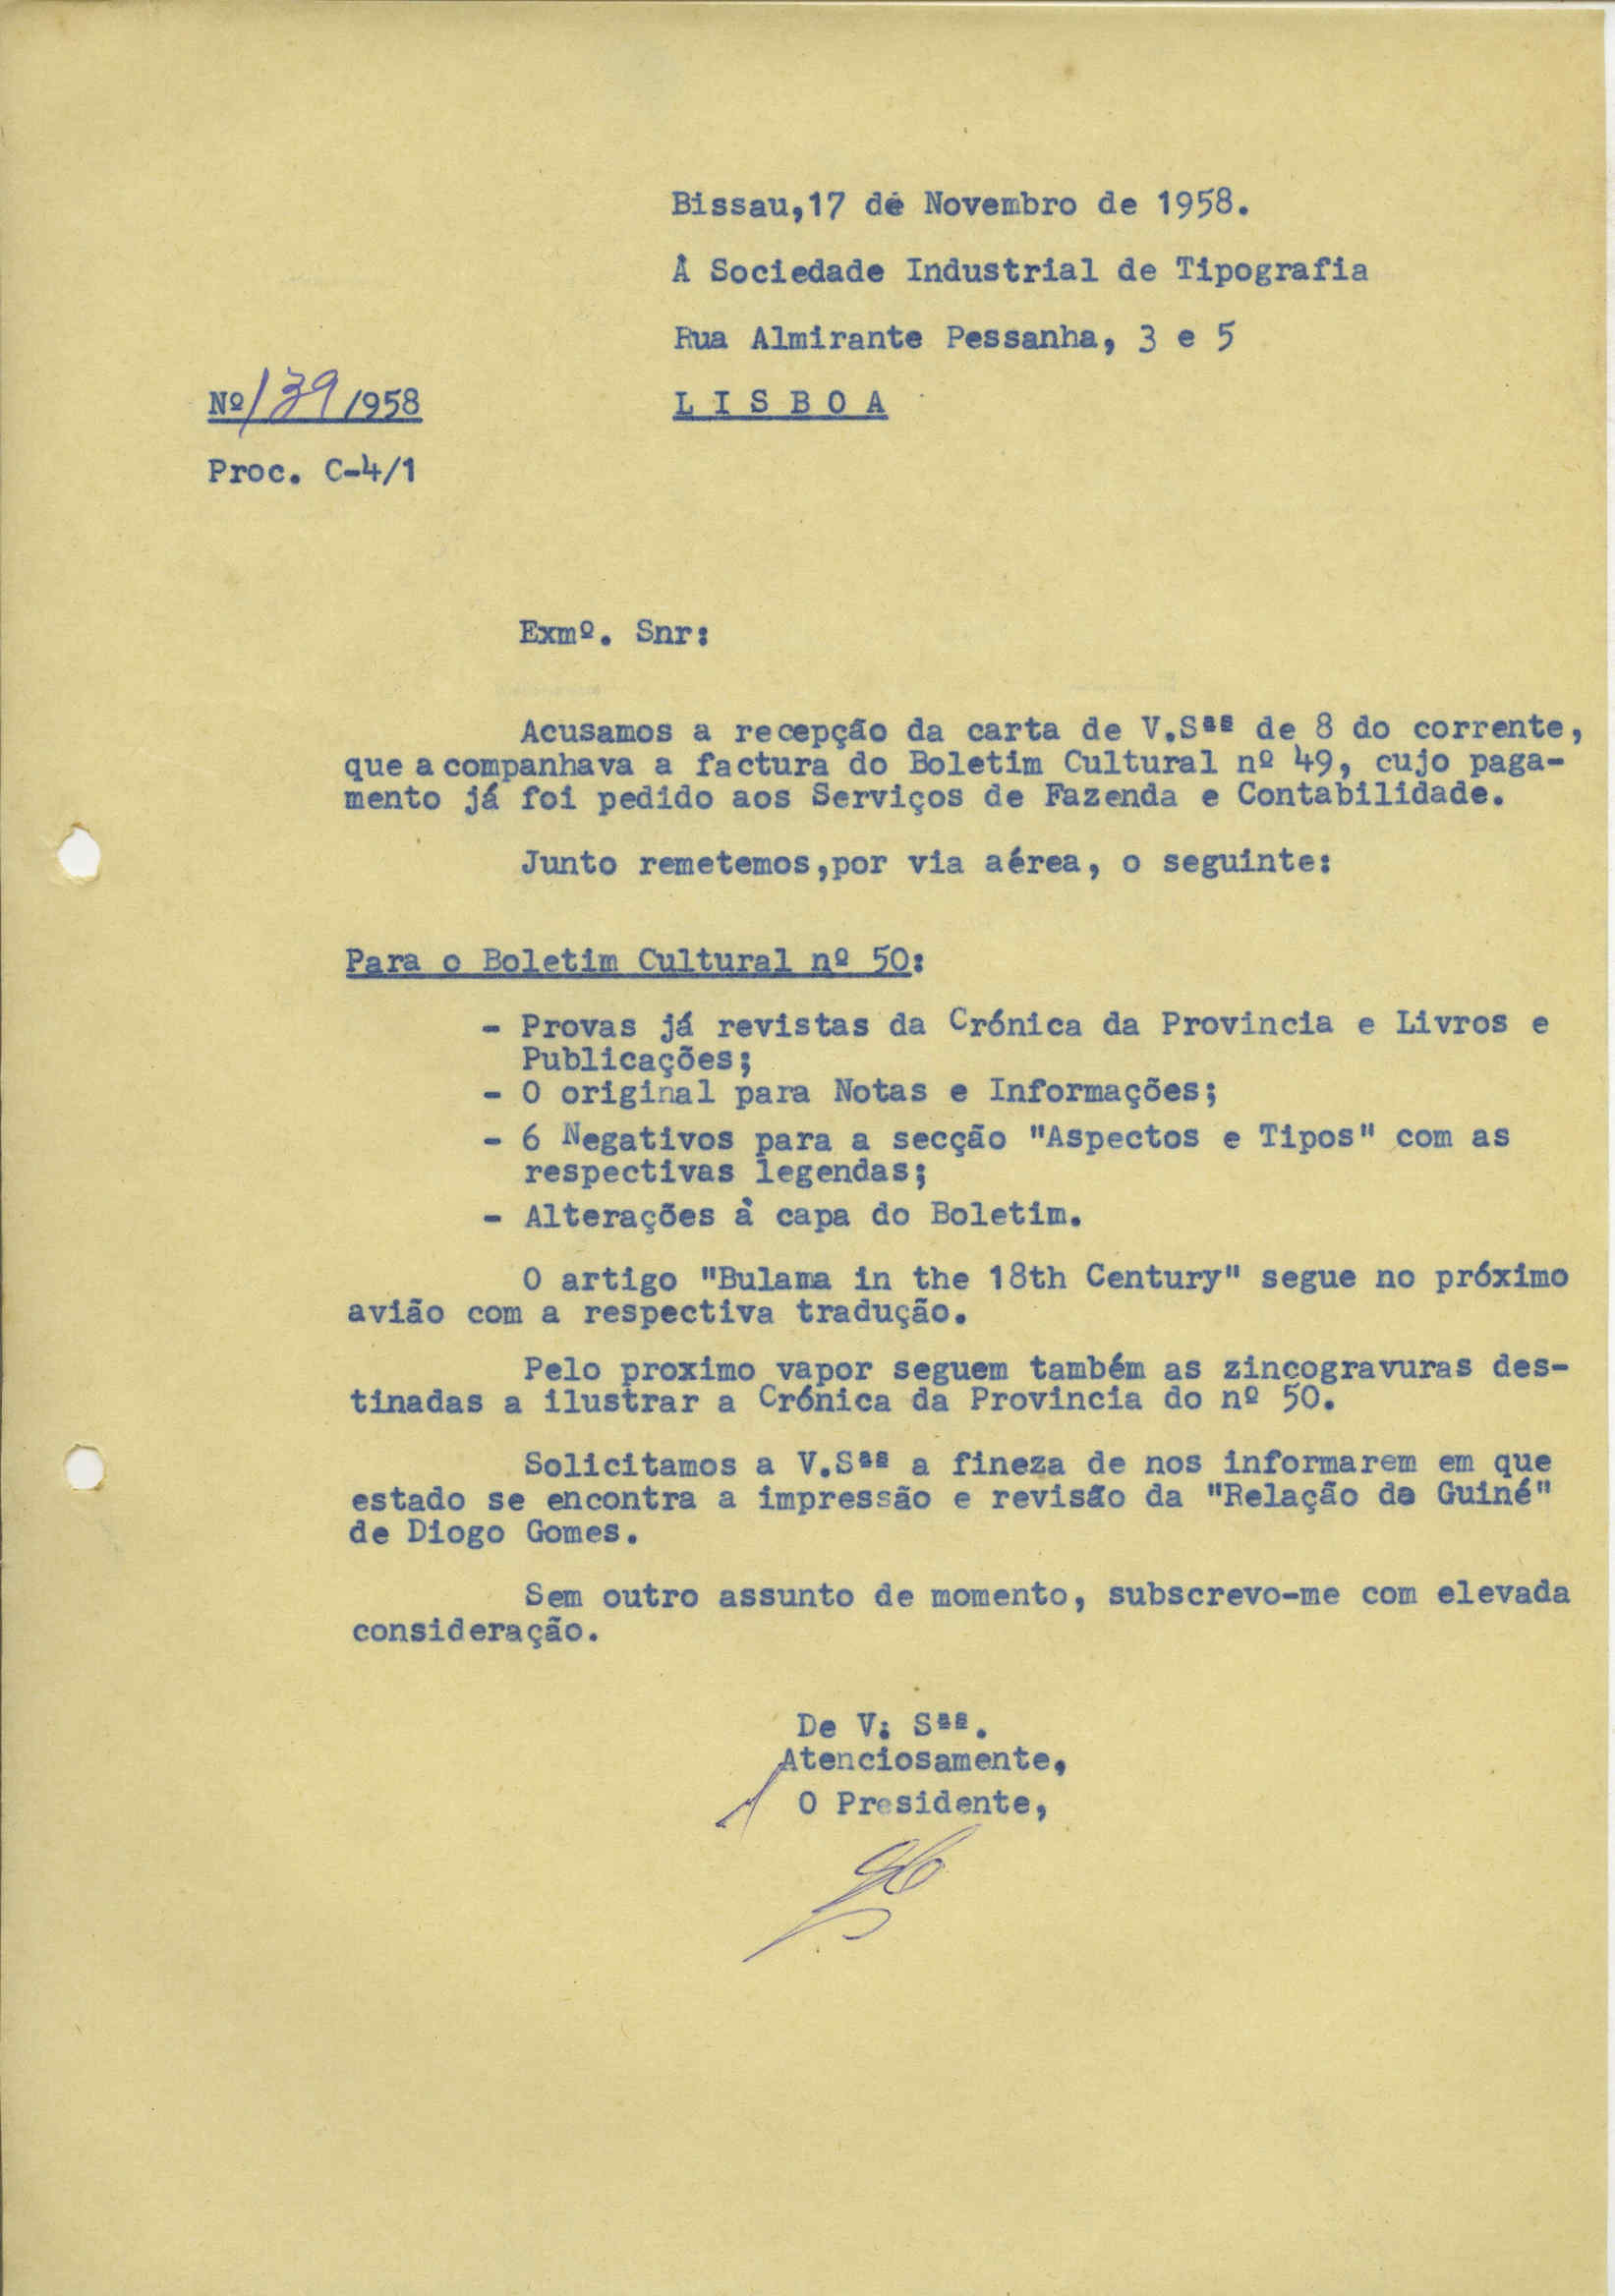 Bissau,17 de Novembro de 1958.
À Sociedade Industrial de Tipografia
Rua Almirante Pessanha, 3 e 5
Nº 139/1958
LISBOA
Proc. C-4/1
Exmº. Snr:
Acusamos a recepção da carta de V.Sªˢ de 8 do corrente,
que acompanhava a factura do Boletim Cultural nº 49, cujo paga-
mento já foi pedido aos Serviços de Fazenda e Contabilidade.
Junto remetemos,por via aérea, o seguinte:
Para o Boletim Cultural nº 50:
- Provas já revistas da Crónica da Provincia e Livros e
Publicações;
- O original para Notas e Informações;
- 6 Negativos para a secção "Aspectos e Tipos" com as
respectivas legendas;
- Alterações à capa do Boletim.
O artigo "Bulama in the 18th Century" segue no próximo
avião com a respectiva tradução.
Pelo proximo vapor seguem também as zincogravuras des-
tinadas a ilustrar a Crónica da Provincia do nº 50.
Solicitamos a V.Sªˢ a fineza de nos informarem em que
estado se encontra a impressão e revisão da "Relação da Guiné"
de Diogo Gomes.
Sem outro assunto de momento, subscrevo-me com elevada
consideração.
De V. Sªˢ.
Atenciosamente,
O Presidente,